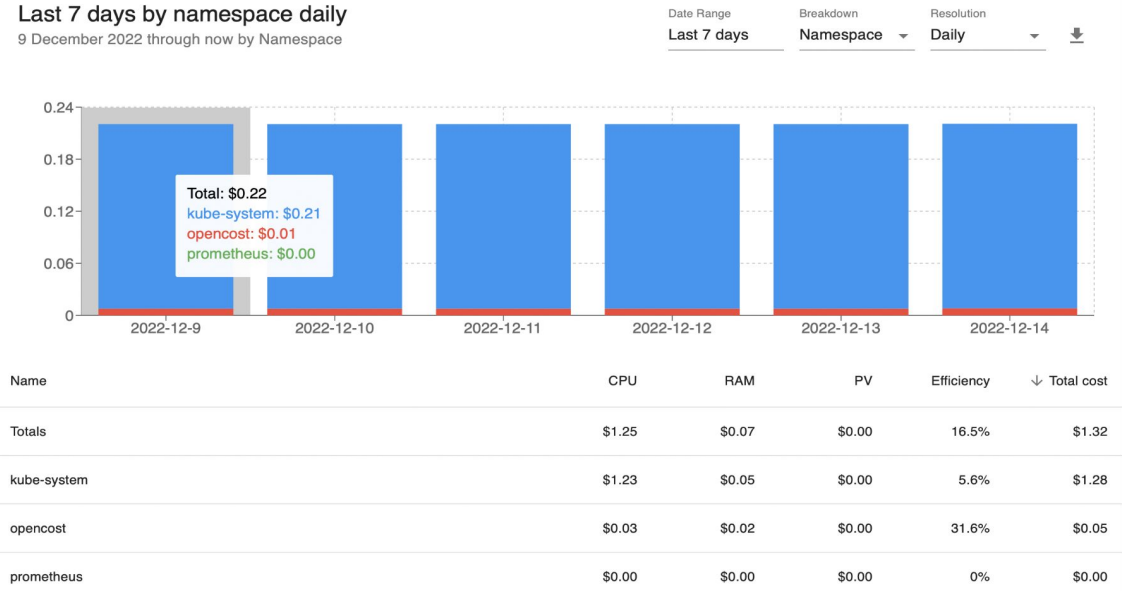 Last 7 days by namespace daily
9 December 2022 through now by Namespace
Date Range
Last 7 days
Breakdown
Namespace
Resolution
Daily
0.24
0.18
0.12
0.06
0
Total: $0.22
kube-system: $0.21
opencost: $0.01
prometheus: $0.00
2022-12-9 2022-12-10 2022-12-11 2022-12-12 2022-12-13 2022-12-14
Name CPU RAM PV Efficiency Total cost
Totals $1.25 $0.07 $0.00 16.5% $1.32
kube-system $1.23 $0.05 $0.00 5.6% $1.28
opencost $0.03 $0.02 $0.00 31.6% $0.05
prometheus $0.00 $0.00 $0.00 0% $0.00